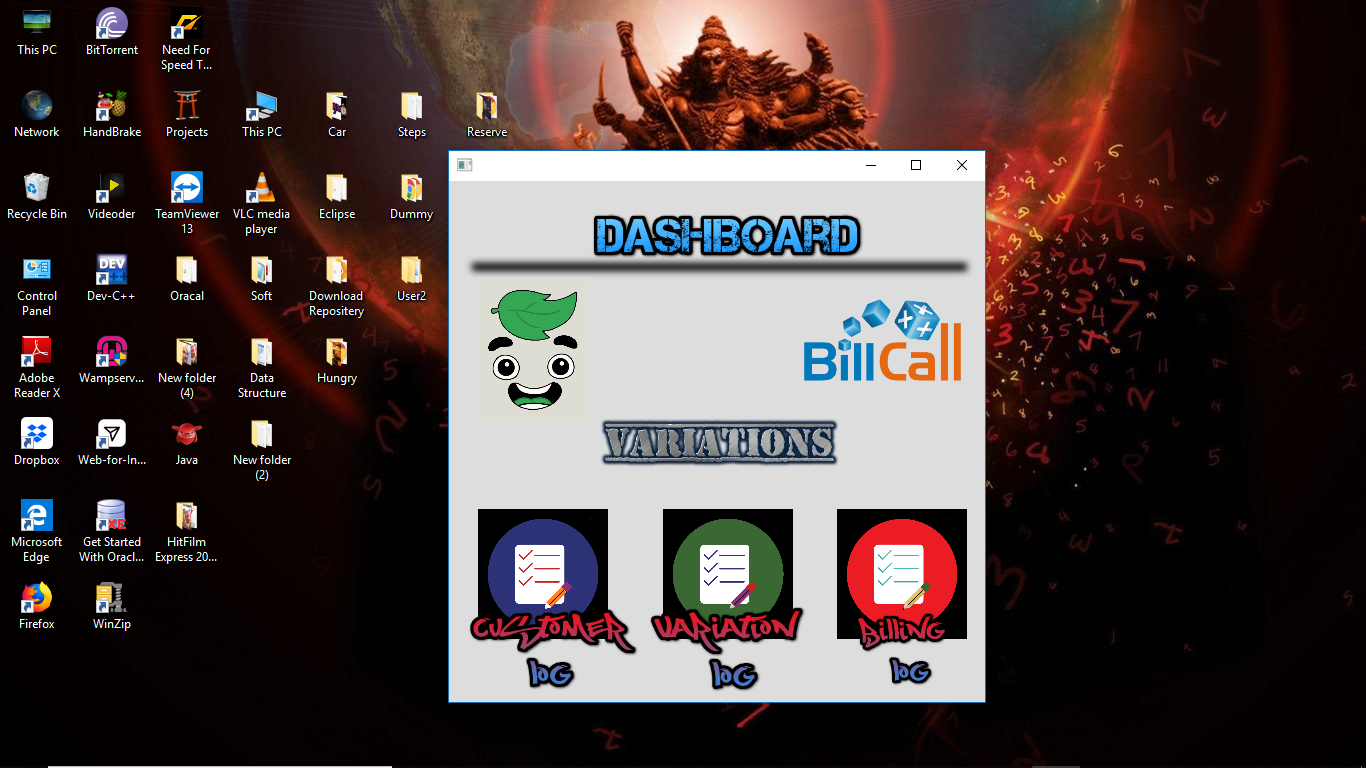 This PC
BitTorrent
Need For
Speed T...
Network
HandBrake
Projects
This PC
Car
Steps
Reserve
Recycle Bin
Videoder
TeamViewer
13
VLC media
player
Eclipse
Dummy
Control
Panel
DEV
Dev-C++
Oracal
Soft
Download
Repositery
User2
Adobe
Reader X
Wampserv...
New folder
(4)
Data
Structure
Hungry
Dropbox
Web-for-In...
Java
New folder
(2)
Microsoft
Edge
XE
Get Started
With Oracl...
HitFilm
Express 20...
Firefox
WinZip
DASHBOARD
BillCall
VARIATIONS
CUSTOMER
LOG
VARIATION
LOG
Billing
LOG